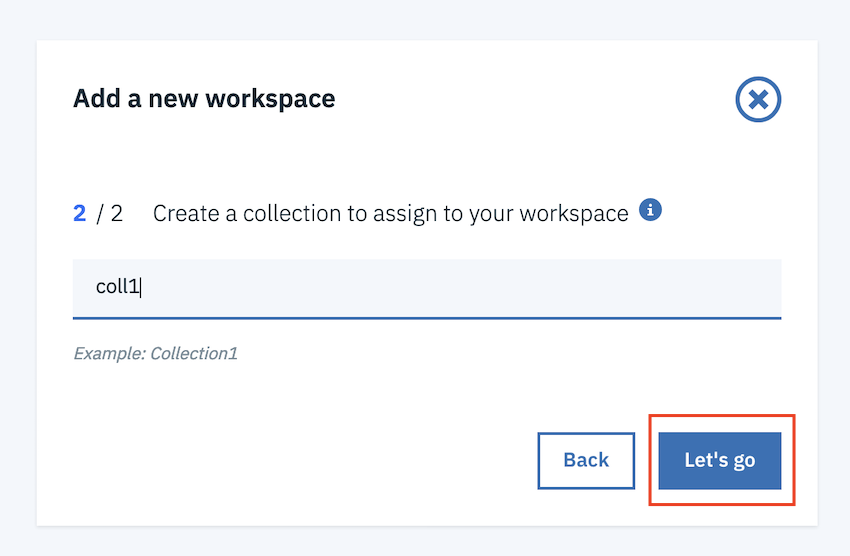 Add a new workspace
2 / 2 Create a collection to assign to your workspace i
coll1
Example: Collection1
Back Let's go